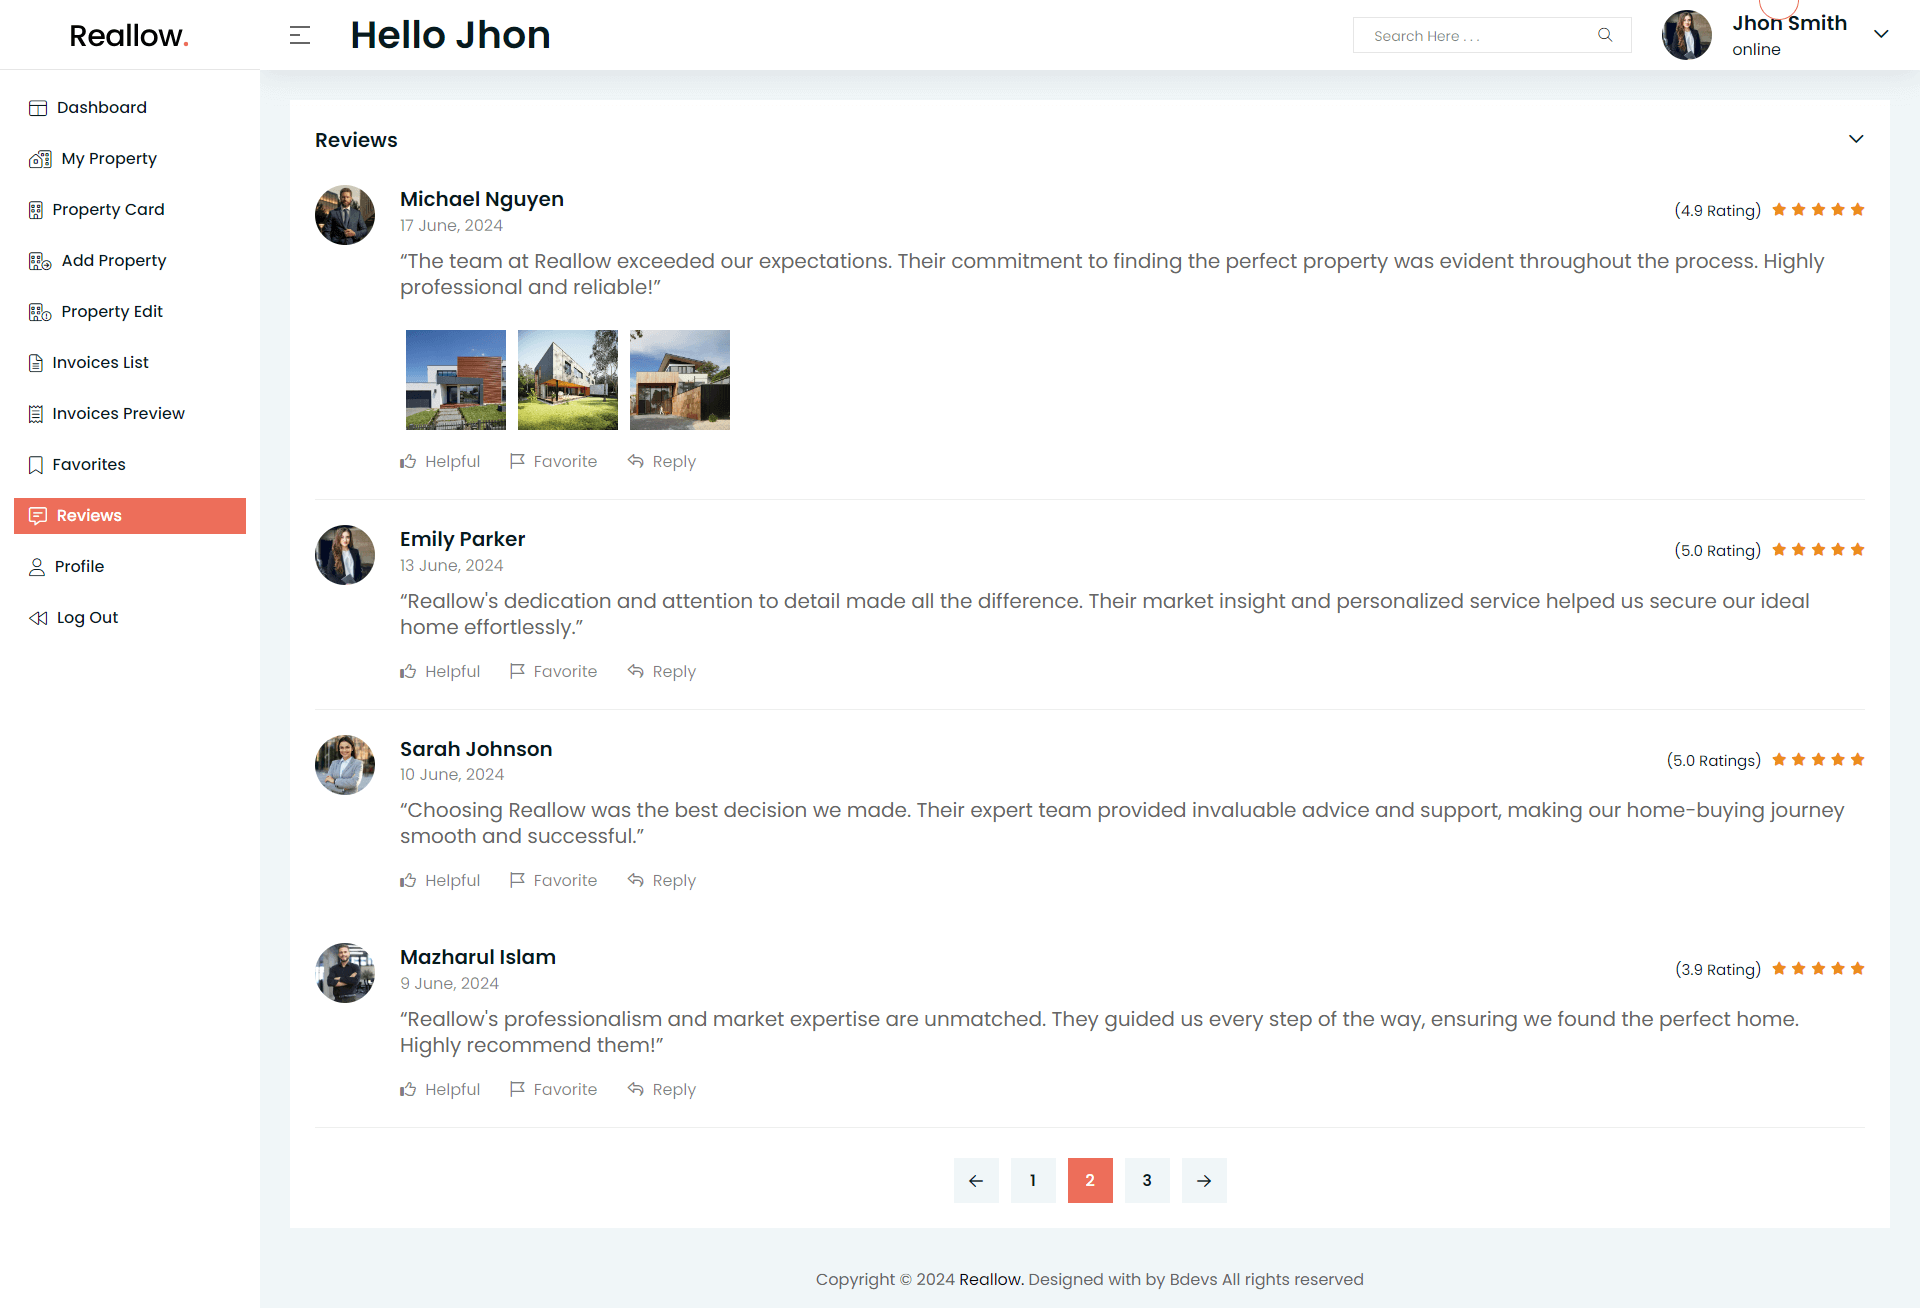 Reallow.
Hello Jhon
Search Here . . .
Jhon Smith
online
Dashboard
My Property
Property Card
Add Property
Property Edit
Invoices List
Invoices Preview
Favorites
Reviews
Profile
Log Out
Reviews
Michael Nguyen
17 June, 2024
(4.9 Rating)
“The team at Reallow exceeded our expectations. Their commitment to finding the perfect property was evident throughout the process. Highly
professional and reliable!”
Helpful Favorite Reply
Emily Parker
13 June, 2024
(5.0 Rating)
“Reallow's dedication and attention to detail made all the difference. Their market insight and personalized service helped us secure our ideal
home effortlessly.”
Helpful Favorite Reply
Sarah Johnson
10 June, 2024
(5.0 Ratings)
“Choosing Reallow was the best decision we made. Their expert team provided invaluable advice and support, making our home-buying journey
smooth and successful.”
Helpful Favorite Reply
Mazharul Islam
9 June, 2024
(3.9 Rating)
“Reallow's professionalism and market expertise are unmatched. They guided us every step of the way, ensuring we found the perfect home.
Highly recommend them!”
Helpful Favorite Reply
1 2 3
Copyright © 2024 Reallow. Designed with by Bdevs All rights reserved